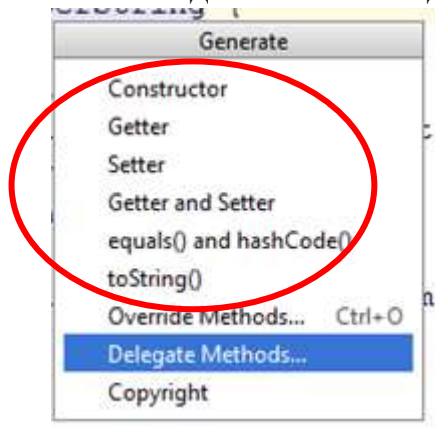 Generate
Constructor
Getter
Setter
Getter and Setter
equals() and hashCode()
toString()
Override Methods... Ctrl+O
Delegate Methods...
Copyright